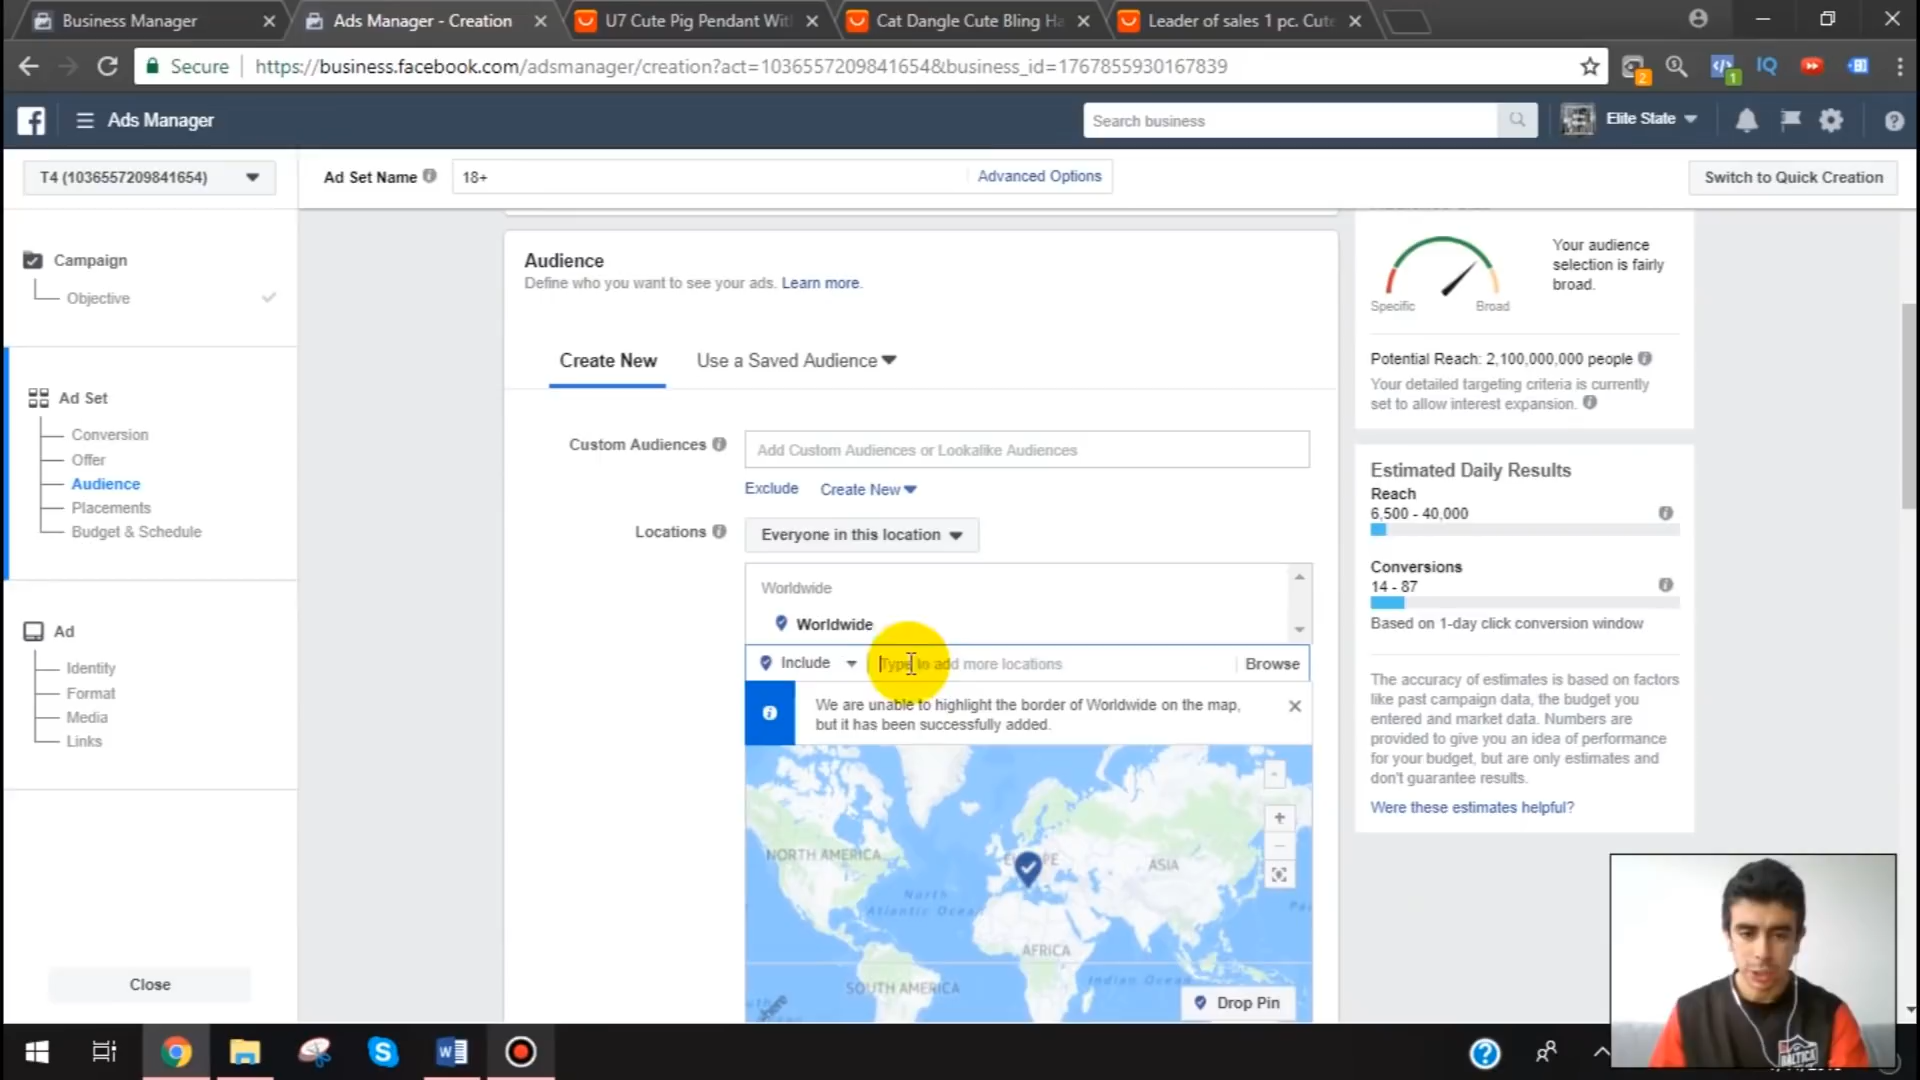 Business Manager
Ads Manager - Creation
U7 Cute Pig Pendant Wit
Cat Dangle Cute Bling Ha
Leader of sales 1 pc. Cute
Secure
https://business.facebook.com/adsmanager/creation?act=1036557209841654&business_id=1767855930167839
2
1
IQ
Ads Manager
Search business
Elite State
T4 (1036557209841654)
Ad Set Name
18+
Advanced Options
Switch to Quick Creation
Campaign
Objective
Ad Set
Conversion
Offer
Audience
Placements
Budget & Schedule
Ad
Identity
Format
Media
Links
Close
Audience
Define who you want to see your ads. Learn more.
Create New
Use a Saved Audience
Custom Audiences
Add Custom Audiences or Lookalike Audiences
Exclude
Create New
Locations
Everyone in this location
Worldwide
Worldwide
Include
Type to add more locations
Browse
We are unable to highlight the border of Worldwide on the map,
but it has been successfully added.
NORTH AMERICA
EUROPE
ASIA
North
Atlantic Ocean
AFRICA
SOUTH AMERICA
Indian Ocean
Drop Pin
Specific
Broad
Your audience
selection is fairly
broad.
Potential Reach: 2,100,000,000 people
Your detailed targeting criteria is currently
set to allow interest expansion.
Estimated Daily Results
Reach
6,500 - 40,000
Conversions
14 - 87
Based on 1-day click conversion window
The accuracy of estimates is based on factors
like past campaign data, the budget you
entered and market data. Numbers are
provided to give you an idea of performance
for your budget, but are only estimates and
don't guarantee results.
Were these estimates helpful?
BALTICA